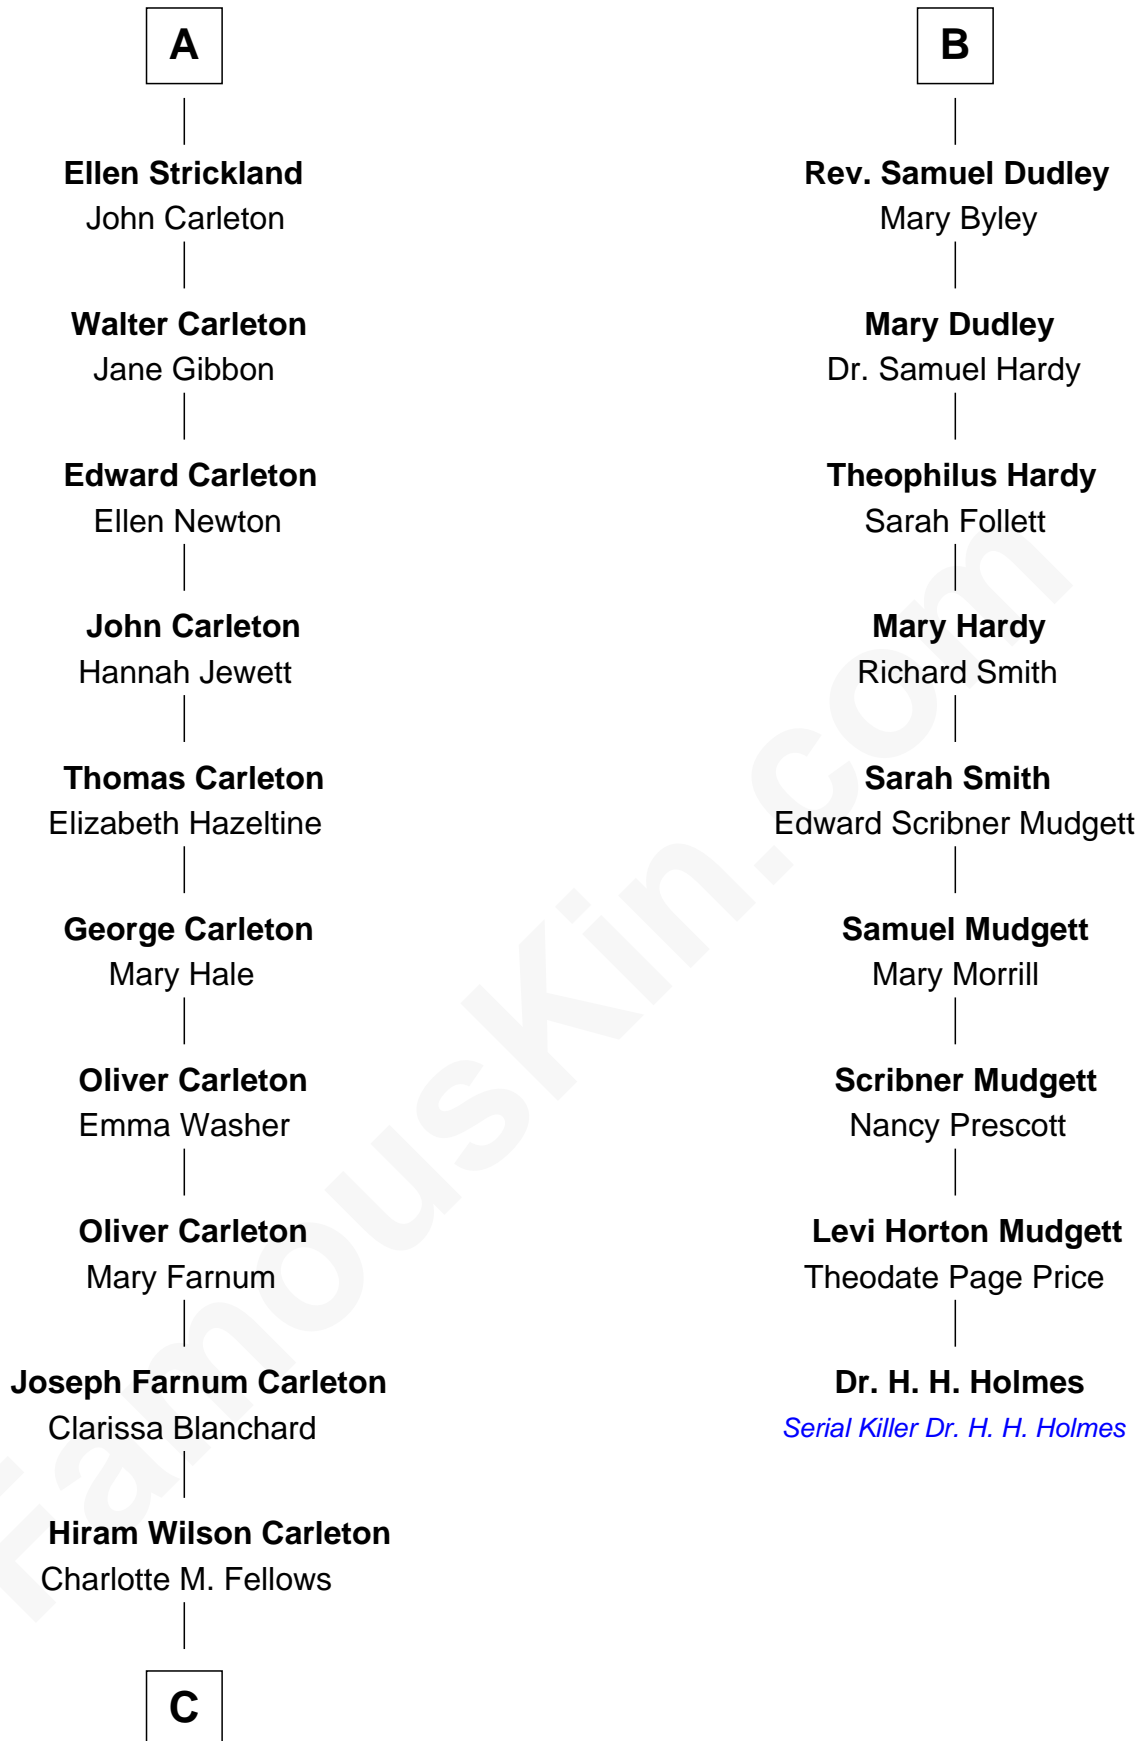 A
Ellen Strickland
John Carleton
Walter Carleton
Jane Gibbon
Edward Carleton
Ellen Newton
John Carleton
Hannah Jewett
Thomas Carleton
Elizabeth Hazeltine
George Carleton
Mary Hale
Oliver Carleton
Emma Washer
Oliver Carleton
Mary Farnum
Joseph Farnum Carleton
Clarissa Blanchard
Hiram Wilson Carleton
Charlotte M. Fellows
C
B
Rev. Samuel Dudley
Mary Byley
Mary Dudley
Dr. Samuel Hardy
Theophilus Hardy
Sarah Follett
Mary Hardy
Richard Smith
Sarah Smith
Edward Scribner Mudgett
Samuel Mudgett
Mary Morrill
Scribner Mudgett
Nancy Prescott
Levi Horton Mudgett
Theodate Page Price
Dr. H. H. Holmes
Serial Killer Dr. H. H. Holmes
FamousKin.com